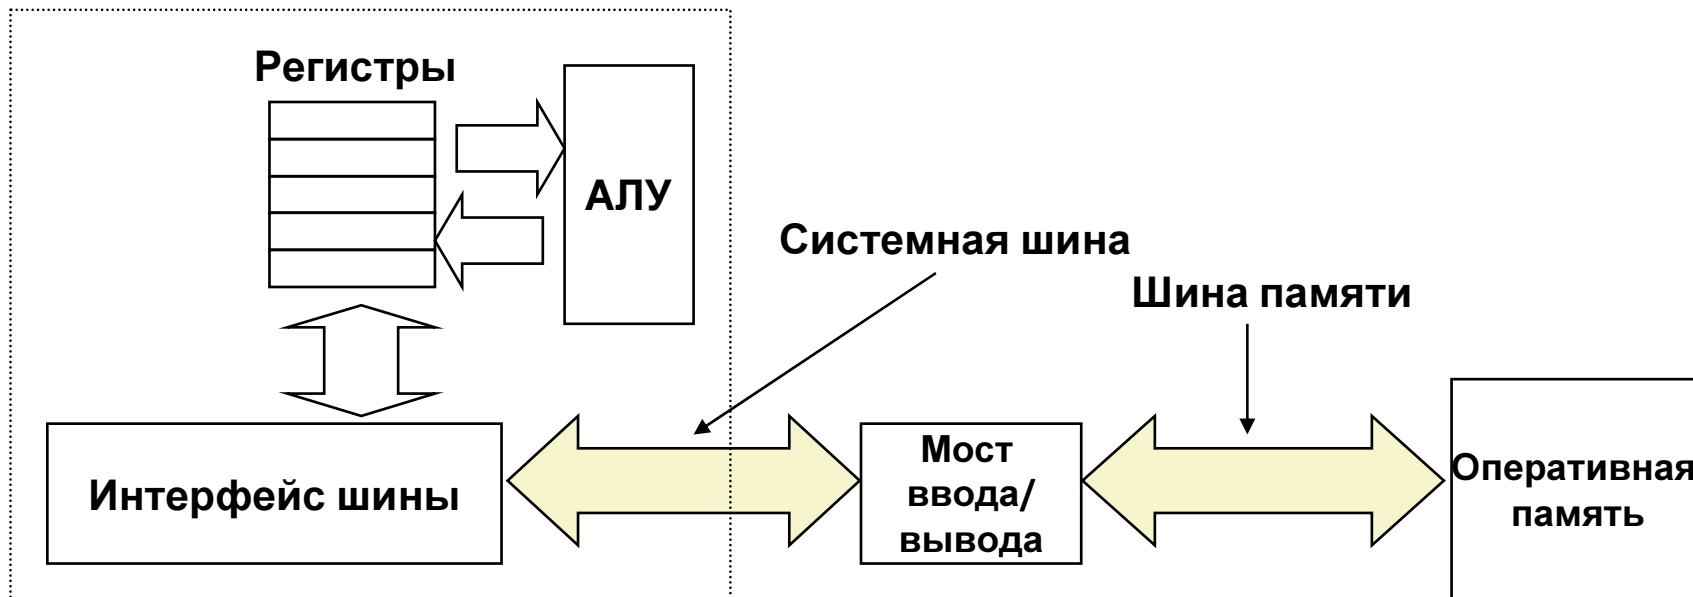 Регистры
АЛУ
Системная шина
Шина памяти
Интерфейс шины
Мост
ввода/
вывода
Оперативная
память